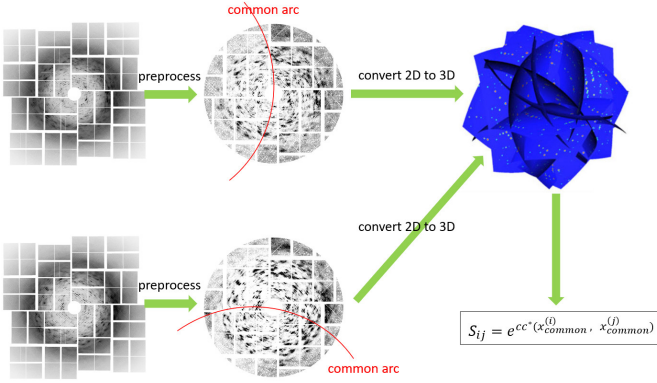 common arc
preprocess
convert 2D to 3D
convert 2D to 3D
preprocess
common arc
S_{ij} = e^{cc^*(x_{common}^{(i)}, x_{common}^{(j)})}